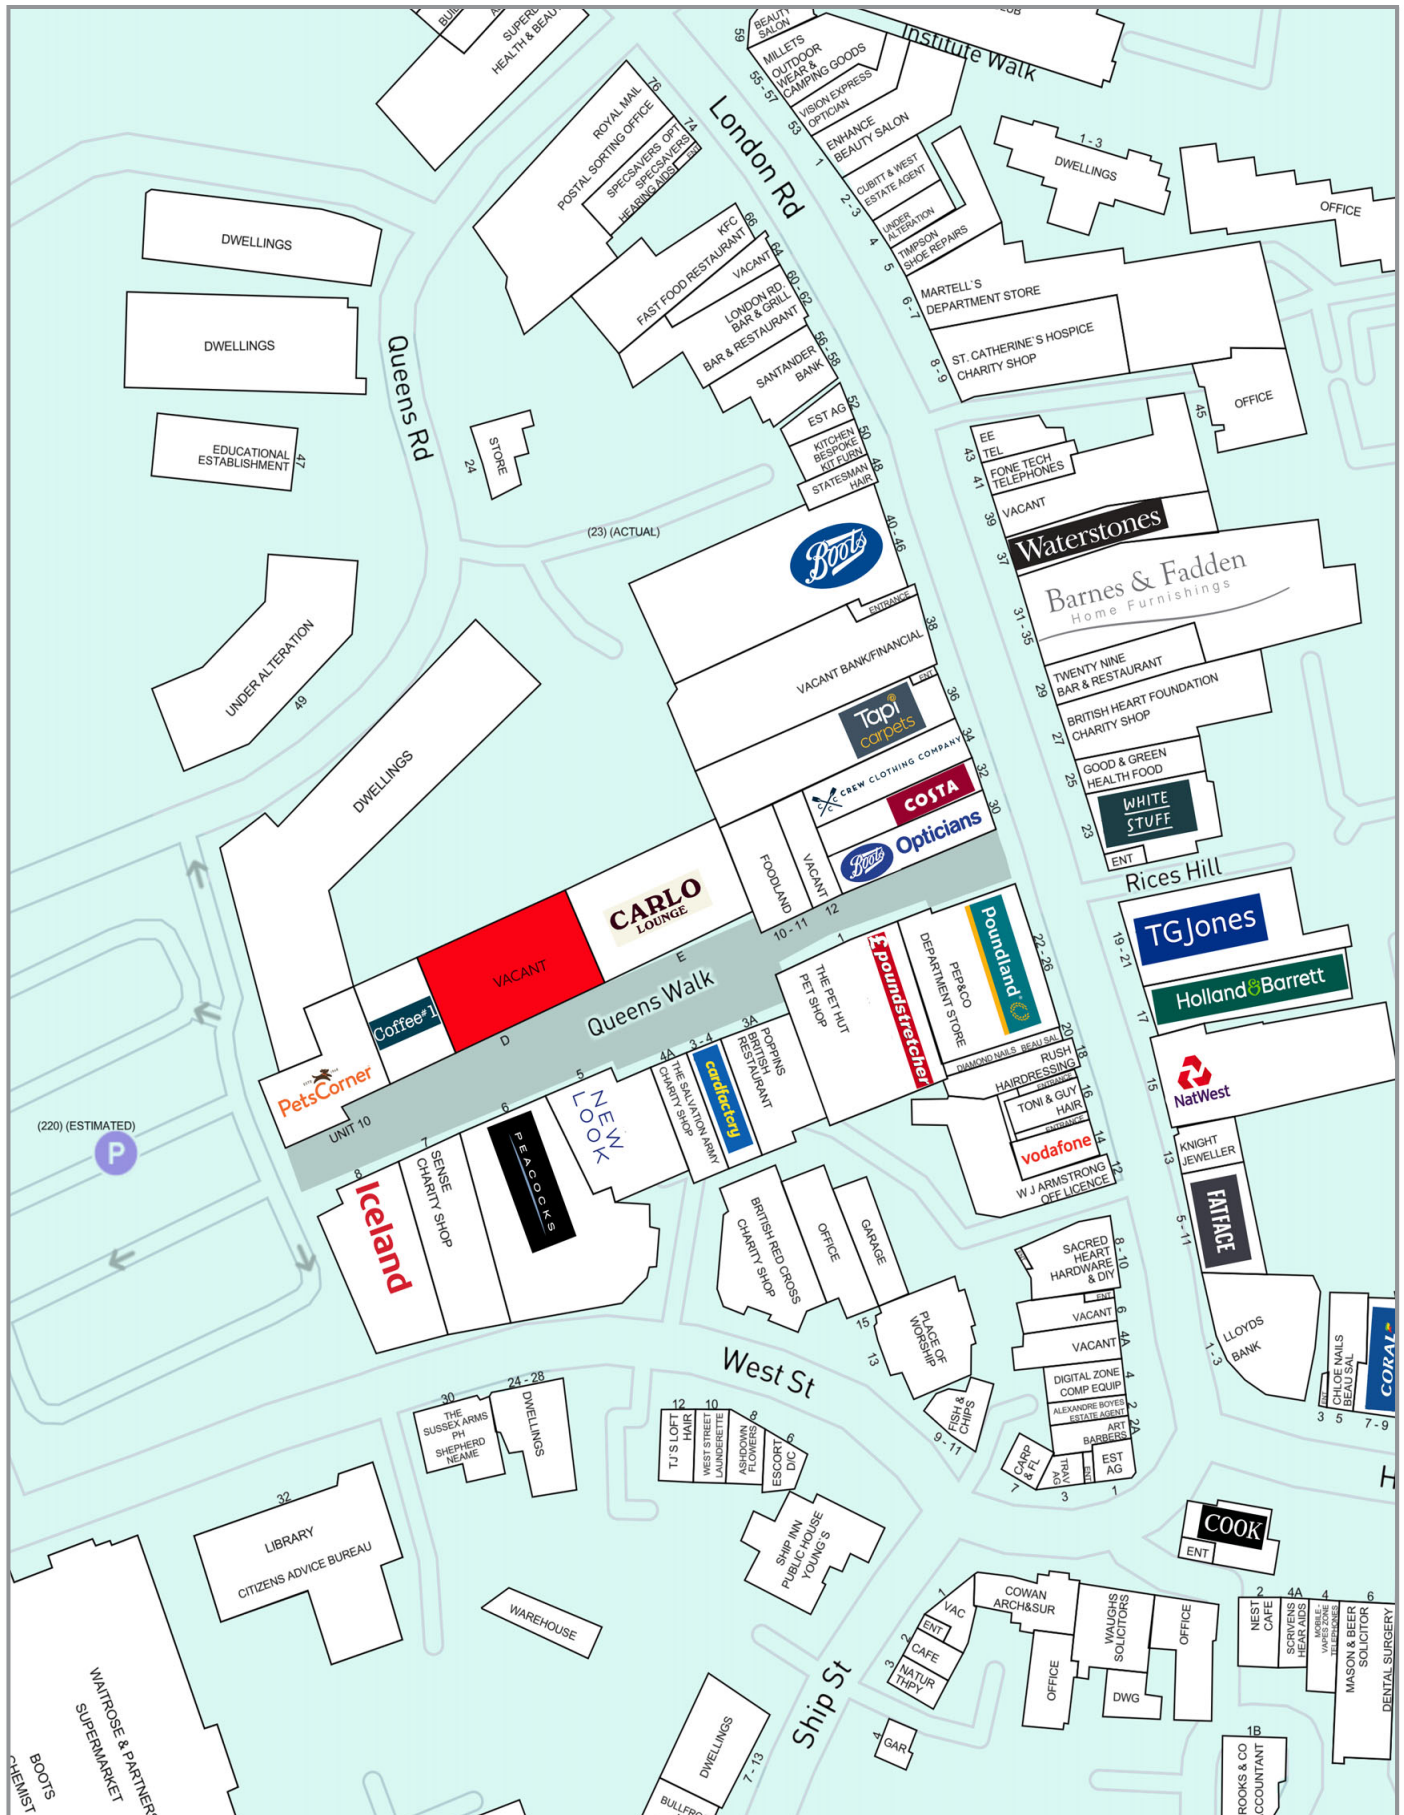 SUPERD
HEALTH & BEAU
BEAUTY
SALON
59
MILLETS
OUTDOOR
WEAR &
CAMPING GOODS
55 - 57
VISION EXPRESS
OPTICIAN
53
Institute Walk
ENHANCE
BEAUTY SALON
1
CUBITT & WEST
ESTATE AGENT
2 - 3
UNDER
ALTERATION
4
TIMPSON
SHOE REPAIRS
5
1 - 3
DWELLINGS
OFFICE
MARTELL`S
DEPARTMENT STORE
6 - 7
ST. CATHERINE`S HOSPICE
CHARITY SHOP
8 - 9
OFFICE
45
London Rd
76
ROYAL MAIL
POSTAL SORTING OFFICE
74
SPECSAVERS OPT
SPECSAVERS
HEARING AIDS
ENT
66
KFC
FAST FOOD RESTAURANT
64
VACANT
60 - 62
LONDON RD.
BAR & GRILL
BAR & RESTAURANT
56 - 58
SANTANDER
BANK
52
EST AG
50
KITCHEN
BESPOKE
KIT FURN
48
STATESMAN
HAIR
DWELLINGS
DWELLINGS
EDUCATIONAL
ESTABLISHMENT
47
Queens Rd
STORE
24
(23) (ACTUAL)
UNDER ALTERATION
49
DWELLINGS
Boots
40 - 46
ENTRANCE
38
VACANT BANK/FINANCIAL
ENT
36
Tapi
carpets
34
CREW CLOTHING COMPANY
32
COSTA
30
Boots Opticians
FOODLAND
10 - 11
VACANT
12
EE
TEL
43
FONE TECH
TELEPHONES
41
VACANT
39
Waterstones
37
Barnes & Fadden
Home Furnishings
31 - 35
TWENTY NINE
BAR & RESTAURANT
29
BRITISH HEART FOUNDATION
CHARITY SHOP
27
GOOD & GREEN
HEALTH FOOD
25
WHITE
STUFF
23
ENT
Rices Hill
TGJones
19 - 21
Holland & Barrett
17
NatWest
15
KNIGHT
JEWELLER
13
FATFACE
5 - 11
LLOYDS
BANK
1 - 3
ENT
3
CHLOE NAILS
BEAU SAL
5
CORAL
7 - 9
CARLO
LOUNGE
E
VACANT
D
Coffee#1
PetsCorner
UNIT 10
Queens Walk
1
THE PET HUT
PET SHOP
£poundstretcher
PEP&CO
DEPARTMENT STORE
Poundland
22 - 26
DIAMOND NAILS BEAU SAL
20
RUSH
HAIRDRESSING
18
ENTRANCE
TONI & GUY
HAIR
16
ENTRANCE
vodafone
14
W J ARMSTRONG
OFF LICENCE
12
3A
POPPINS
BRITISH
RESTAURANT
3 - 4
cardfactory
4A
THE SALVATION ARMY
CHARITY SHOP
5
NEW
LOOK
6
PEACOCKS
7
SENSE
CHARITY SHOP
8
Iceland
(220) (ESTIMATED)
P
BRITISH RED CROSS
CHARITY SHOP
OFFICE
GARAGE
15
PLACE OF
WORSHIP
13
FISH &
CHIPS
9 - 11
SACRED
HEART
HARDWARE
& DIY
8 - 10
ENT
VACANT
6
VACANT
4A
DIGITAL ZONE
COMP EQUIP
4
ALEXANDRE BOYES
ESTATE AGENT
2
ART
BARBERS
2A
CARP
& FL
7
TRAV
AG
3
ENT
EST
AG
1
West St
30
THE
SUSSEX ARMS
PH
SHEPHERD
NEAME
24 - 28
DWELLINGS
12
TJ`S LOFT
HAIR
10
WEST STREET
LAUNDERETTE
8
ASHDOWN
FLOWERS
6
ESCORT
D/C
SHIP INN
PUBLIC HOUSE
YOUNG`S
32
LIBRARY
CITIZENS ADVICE BUREAU
WAREHOUSE
WAITROSE & PARTNERS
SUPERMARKET
BOOTS
CHEMIST
DWELLINGS
7 - 13
BULLFRO
Ship St
1
VAC
ENT
2
CAFE
3
NATUR
THPY
4
GAR
COWAN
ARCH&SUR
OFFICE
WAUGHS
SOLICITORS
DWG
OFFICE
COOK
ENT
H
2
NEST
CAFE
4A
SCRIVENS
HEAR AIDS
4
MOBILE -
VAPES ZONE
TELEPHONES
6
MASON & BEER
SOLICITOR
DENTAL SURGERY
1B
ROOKS & CO
CCOUNTANT